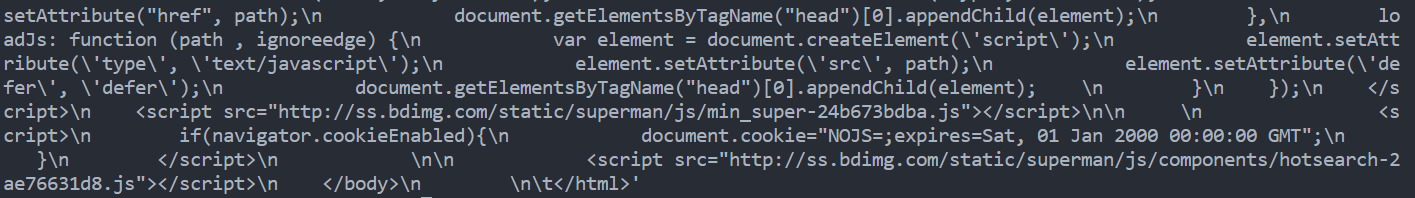 setAttribute("href", path);\n            document.getElementsByTagName("head")[0].appendChild(element);\n        },\n        lo
adJs: function (path , ignoreedge) {\n            var element = document.createElement(\'script\');\n            element.setAtt
ribute(\'type\', \'text/javascript\');\n            element.setAttribute(\'src\', path);\n            element.setAttribute(\'de
fer\', \'defer\');\n            document.getElementsByTagName("head")[0].appendChild(element);    \n        }\n    });\n    </s
cript>\n    <script src="http://ss.bdimg.com/static/superman/js/min_super-24b673bdba.js"></script>\n\n    \n        <s
cript>\n        if(navigator.cookieEnabled){\n            document.cookie="NOJS=;expires=Sat, 01 Jan 2000 00:00:00 GMT";\n
}\n        </script>\n            \n\n            <script src="http://ss.bdimg.com/static/superman/js/components/hotsearch-2
ae76631d8.js"></script>\n    </body>\n        \n\t</html>'